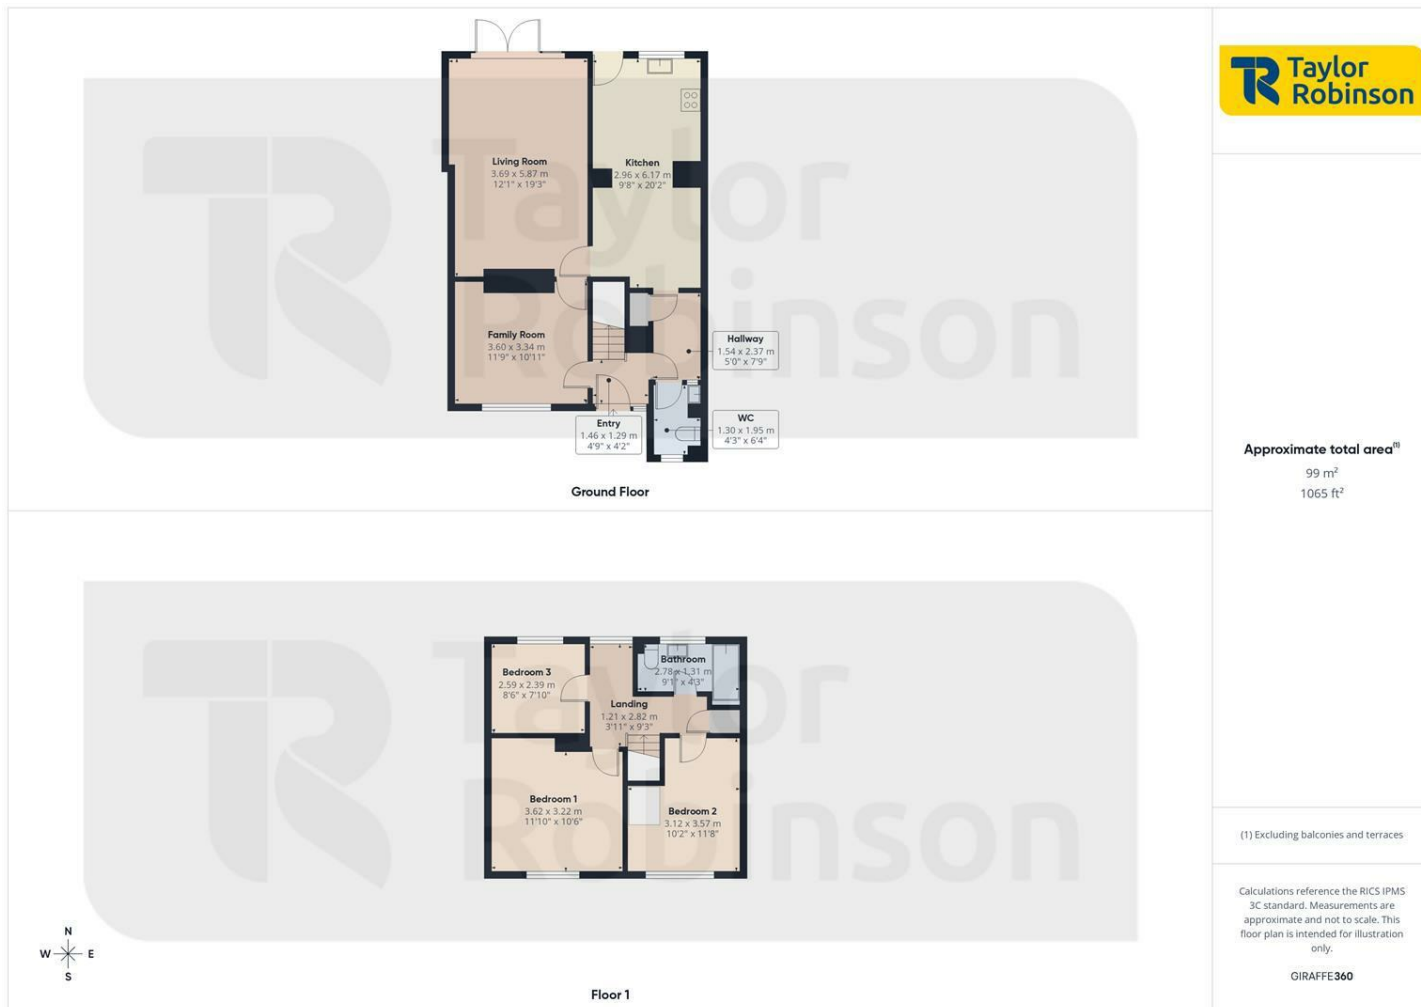 Taylor
Robinson
Living Room
3.69 x 5.87 m
12'1" x 19'3"
Kitchen
2.96 x 6.17 m
9'8" x 20'2"
Family Room
3.60 x 3.34 m
11'9" x 10'11"
Hallway
1.54 x 2.37 m
5'0" x 7'9"
Entry
1.46 x 1.29 m
4'9" x 4'2"
WC
1.30 x 1.95 m
4'3" x 6'4"
Ground Floor
Taylor
Robinson
Bedroom 3
2.59 x 2.39 m
8'6" x 7'10"
Bathroom
2.78 x 1.31 m
9'1" x 4'3"
Landing
1.21 x 2.82 m
3'11" x 9'3"
Bedroom 1
3.62 x 3.22 m
11'10" x 10'6"
Bedroom 2
3.12 x 3.57 m
10'2" x 11'8"
N
W E
S
Floor 1
Taylor
Robinson
Approximate total area(1)
99 m²
1065 ft²
(1) Excluding balconies and terraces
Calculations reference the RICS IPMS
3C standard. Measurements are
approximate and not to scale. This
floor plan is intended for illustration
only.
GIRAFFE360